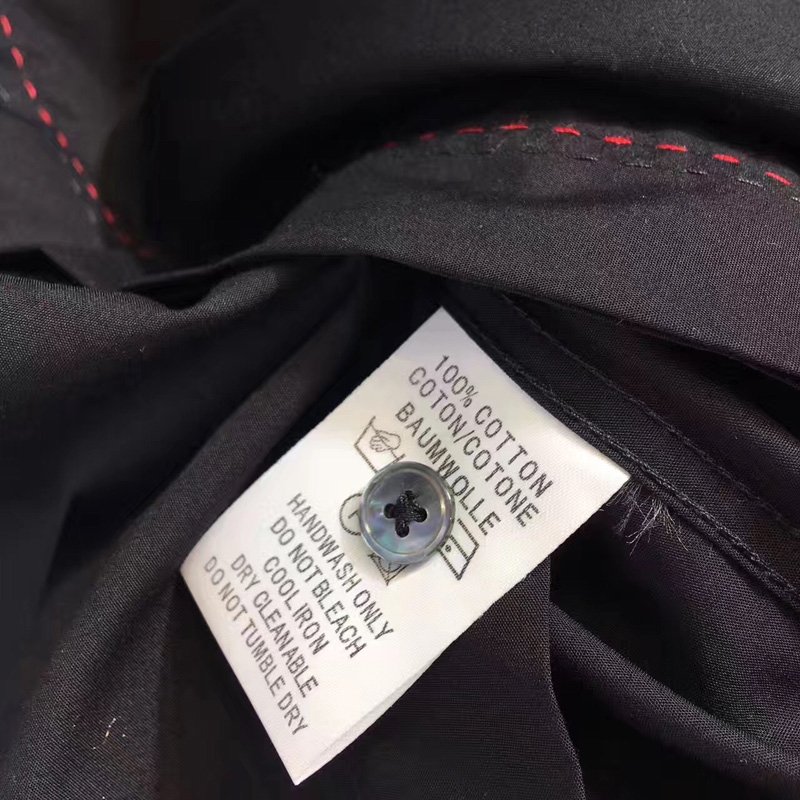 100% COTTON
COTON/COTONE
BAUMWOLLE
HANDWASH ONLY
DO NOT BLEACH
COOL IRON
DRY CLEANABLE
DO NOT TUMBLE DRY